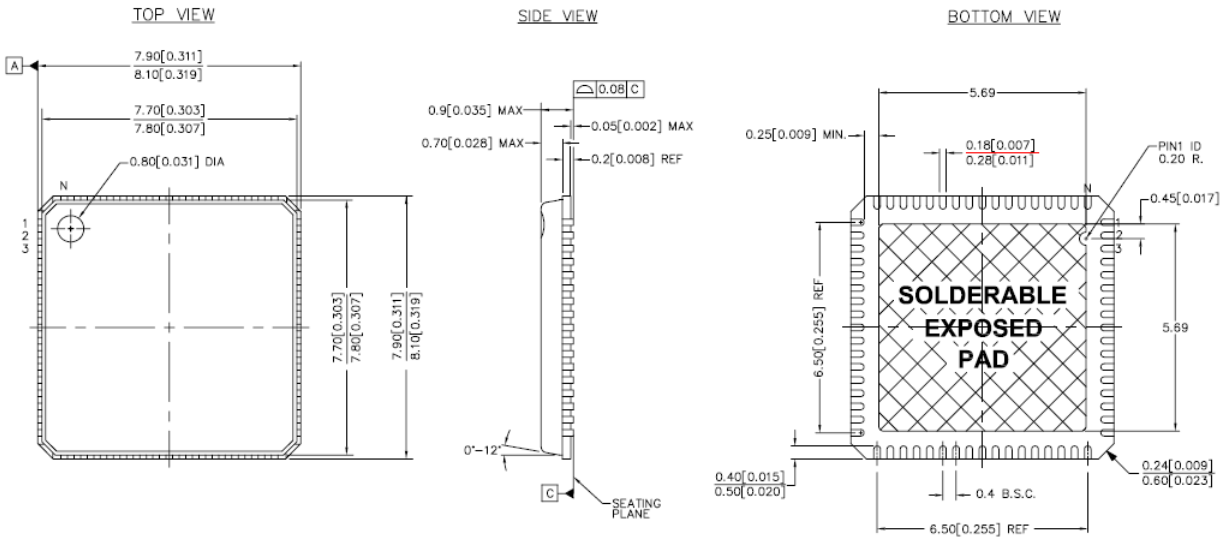 TOP VIEW
SIDE VIEW
BOTTOM VIEW
A
7.90[0.311]
8.10[0.319]
7.70[0.303]
7.80[0.307]
0.80[0.031] DIA
N
1
2
3
7.70[0.303]
7.80[0.307]
7.90[0.311]
8.10[0.319]
0.08 C
0.9[0.035] MAX
0.05[0.002] MAX
0.70[0.028] MAX
0.2[0.008] REF
0°-12°
C
SEATING
PLANE
5.69
0.25[0.009] MIN.
0.18[0.007]
0.28[0.011]
PIN1 ID
0.20 R.
N
0.45[0.017]
1
2
3
6.50[0.255] REF
SOLDERABLE
EXPOSED
PAD
5.69
0.40[0.015]
0.50[0.020]
0.4 B.S.C.
0.24[0.009]
0.60[0.023]
6.50[0.255] REF